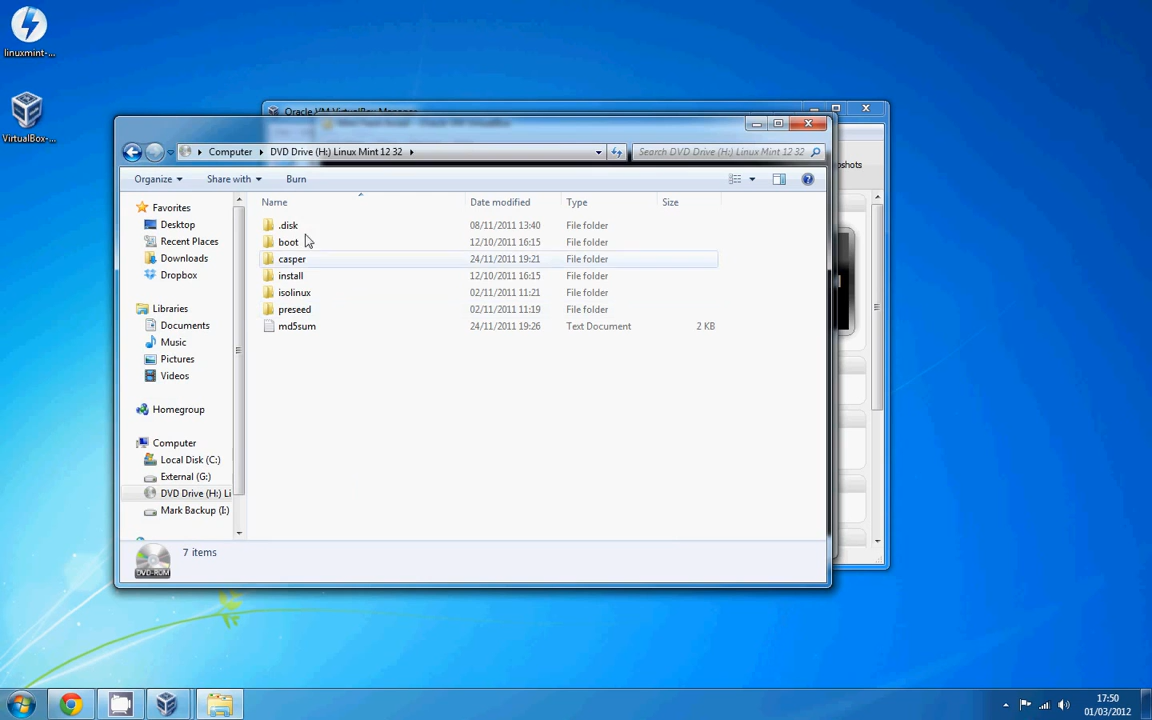 linuxmint-...
VirtualBox-...
Oracle VM VirtualBox Manager
Computer
DVD Drive (H:) Linux Mint 12 32
Search DVD Drive (H:) Linux Mint 12 32
Organize
Share with
Burn
Favorites
Desktop
Recent Places
Downloads
Dropbox
Libraries
Documents
Music
Pictures
Videos
Homegroup
Computer
Local Disk (C:)
External (G:)
DVD Drive (H:) Li
Mark Backup (I:)
Name Date modified Type Size
.disk 08/11/2011 13:40 File folder
boot 12/10/2011 16:15 File folder
casper 24/11/2011 19:21 File folder
install 12/10/2011 16:15 File folder
isolinux 02/11/2011 11:21 File folder
preseed 02/11/2011 11:19 File folder
md5sum 24/11/2011 19:26 Text Document 2 KB
pshots
7 items
DVD-ROM
17:50
01/03/2012